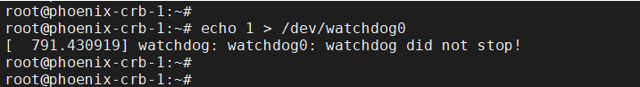 root@phoenix-crb-1:~#
root@phoenix-crb-1:~# echo 1 > /dev/watchdog0
[  791.430919] watchdog: watchdog0: watchdog did not stop!
root@phoenix-crb-1:~#
root@phoenix-crb-1:~#